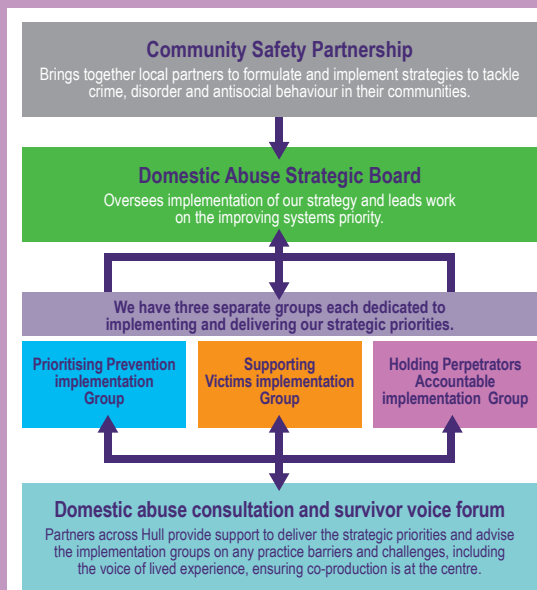 Community Safety Partnership
Brings together local partners to formulate and implement strategies to tackle
crime, disorder and antisocial behaviour in their communities.
Domestic Abuse Strategic Board
Oversees implementation of our strategy and leads work
on the improving systems priority.
We have three separate groups each dedicated to
implementing and delivering our strategic priorities.
Prioritising Prevention
implementation
Group
Supporting
Victims implementation
Group
Holding Perpetrators
Accountable
implementation Group
Domestic abuse consultation and survivor voice forum
Partners across Hull provide support to deliver the strategic priorities and advise
the implementation groups on any practice barriers and challenges, including
the voice of lived experience, ensuring co-production is at the centre.